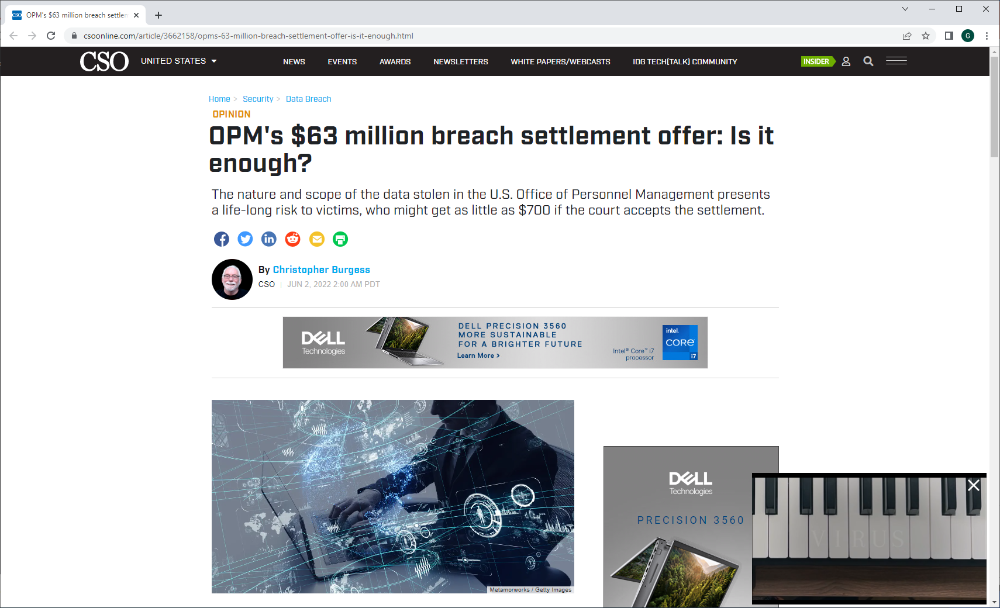 CSO
OPM's $63 million breach settlem
csoonline.com/article/3662158/opms-63-million-breach-settlement-offer-is-it-enough.html
G
CSO
UNITED STATES
NEWS
EVENTS
AWARDS
NEWSLETTERS
WHITE PAPERS/WEBCASTS
IDG TECH(TALK) COMMUNITY
INSIDER
Home > Security > Data Breach
OPINION
OPM's $63 million breach settlement offer: Is it
enough?
The nature and scope of the data stolen in the U.S. Office of Personnel Management presents
a life-long risk to victims, who might get as little as $700 if the court accepts the settlement.
By Christopher Burgess
CSO | JUN 2, 2022 2:00 AM PDT
DELL
Technologies
DELL PRECISION 3560
MORE SUSTAINABLE
FOR A BRIGHTER FUTURE
Learn More >
Intel® Core™ i7
processor
intel.
CORE
i7
Metamorworks / Getty Images
DELL
Technologies
PRECISION 3560
VIRUS